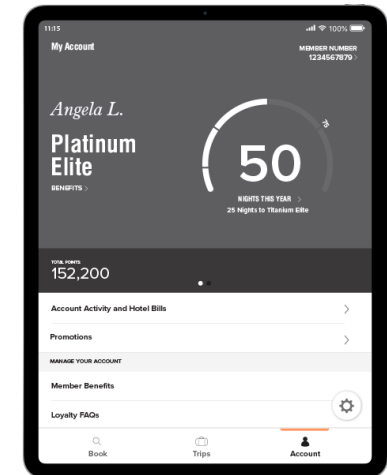 11:15
100%
My Account
MEMBER NUMBER
1234567879 >
Angela L.
Platinum
Elite
BENEFITS >
75
50
NIGHTS THIS YEAR >
25 Nights to Titanium Elite
TOTAL POINTS
152,200
Account Activity and Hotel Bills
Promotions
MANAGE YOUR ACCOUNT
Member Benefits
Loyalty FAQs
Book
Trips
Account